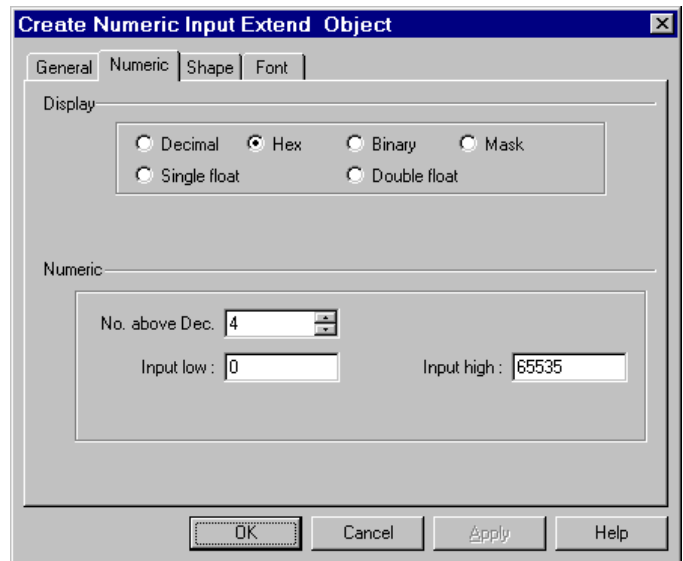 Create Numeric Input Extend Object
General Numeric Shape Font
Display
Decimal Hex Binary Mask
Single float Double float
Numeric
No. above Dec. 4
Input low : 0 Input high : 65535
OK Cancel Apply Help